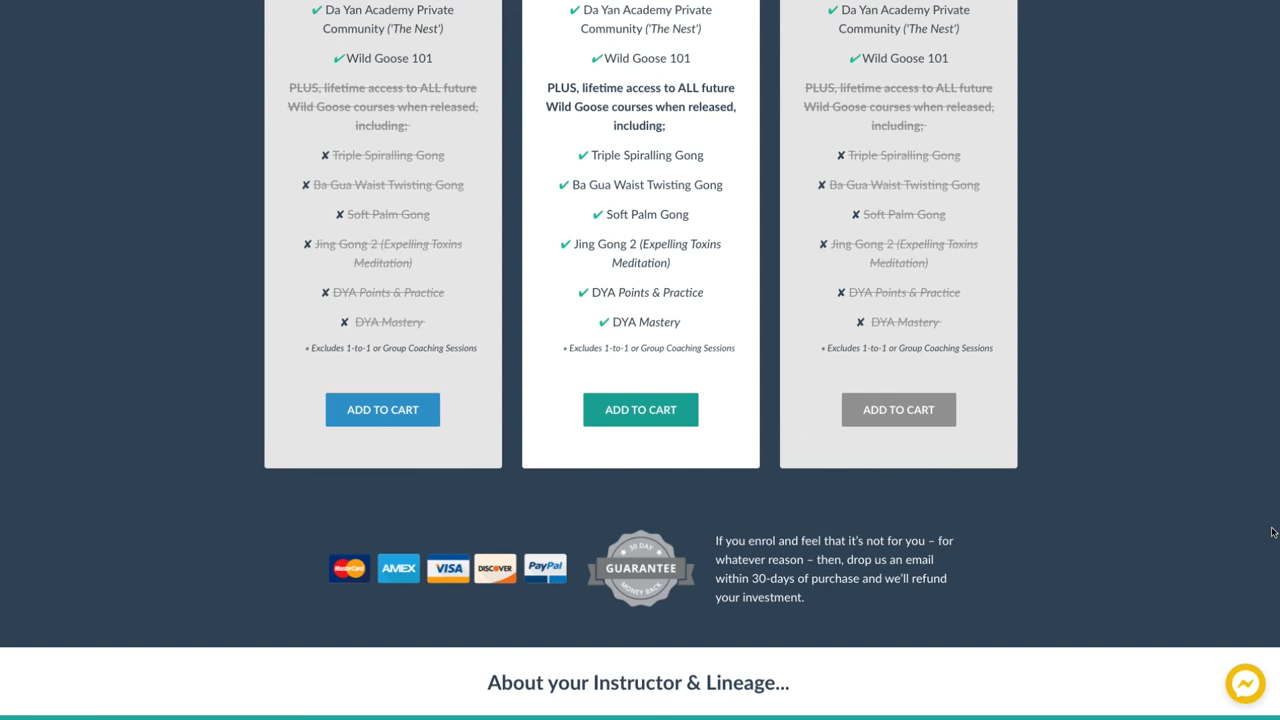 ✔ Da Yan Academy Private
Community ('The Nest')
✔ Wild Goose 101
PLUS, lifetime access to ALL future
Wild Goose courses when released,
including;
✘ Triple Spiralling Gong
✘ Ba Gua Waist Twisting Gong
✘ Soft Palm Gong
✘ Jing Gong 2 (Expelling Toxins
Meditation)
✘ DYA Points & Practice
✘ DYA Mastery
* Excludes 1-to-1 or Group Coaching Sessions
ADD TO CART
✔ Da Yan Academy Private
Community ('The Nest')
✔ Wild Goose 101
PLUS, lifetime access to ALL future
Wild Goose courses when released,
including;
✔ Triple Spiralling Gong
✔ Ba Gua Waist Twisting Gong
✔ Soft Palm Gong
✔ Jing Gong 2 (Expelling Toxins
Meditation)
✔ DYA Points & Practice
✔ DYA Mastery
* Excludes 1-to-1 or Group Coaching Sessions
ADD TO CART
✔ Da Yan Academy Private
Community ('The Nest')
✔ Wild Goose 101
PLUS, lifetime access to ALL future
Wild Goose courses when released,
including;
✘ Triple Spiralling Gong
✘ Ba Gua Waist Twisting Gong
✘ Soft Palm Gong
✘ Jing Gong 2 (Expelling Toxins
Meditation)
✘ DYA Points & Practice
✘ DYA Mastery
* Excludes 1-to-1 or Group Coaching Sessions
ADD TO CART
MasterCard
AMEX
VISA
DISCOVER
PayPal
30 DAY
GUARANTEE
MONEY BACK
If you enrol and feel that it's not for you – for
whatever reason – then, drop us an email
within 30-days of purchase and we'll refund
your investment.
About your Instructor & Lineage...